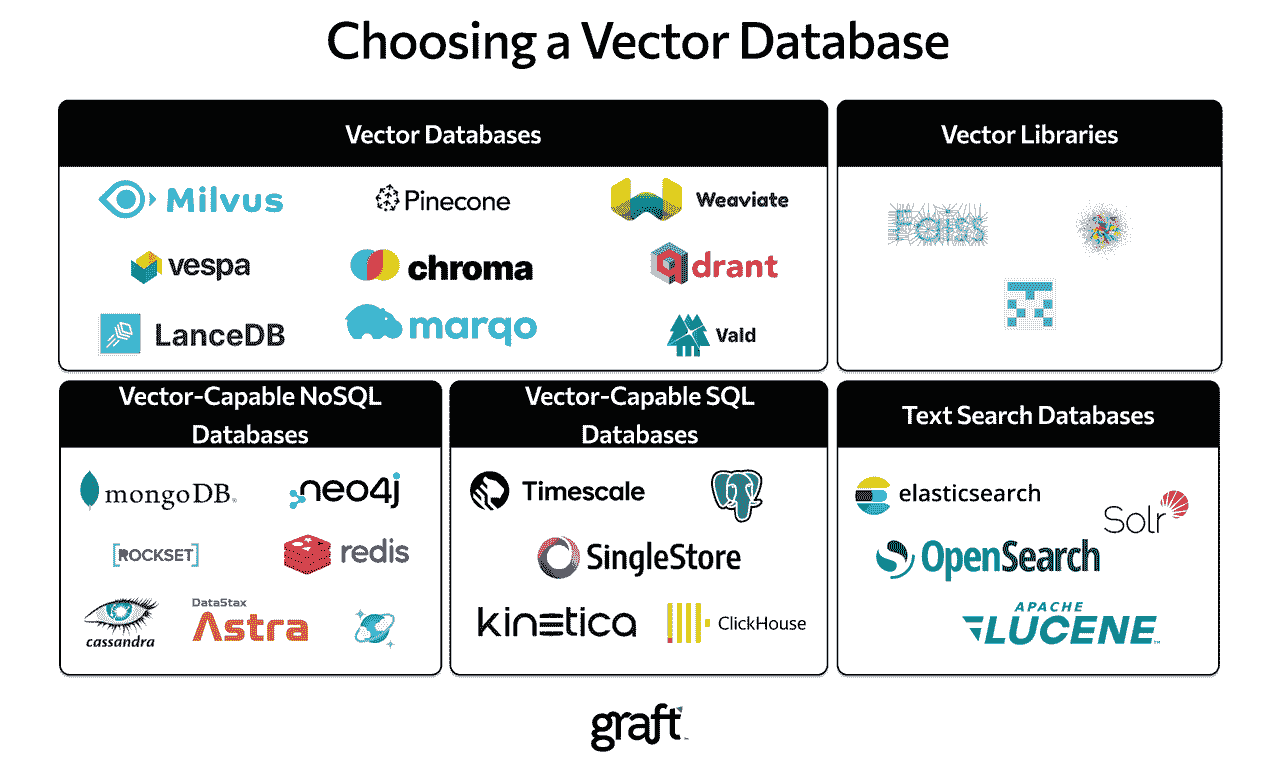 Choosing a Vector Database
Vector Databases
Milvus
Pinecone
Weaviate
vespa
chroma
qdrant
LanceDB
marqo
Vald
Vector Libraries
Faiss
Vector-Capable NoSQL
Databases
mongoDB®
neo4j
[ROCKSET]
redis
cassandra
DataStax
Astra
Vector-Capable SQL
Databases
Timescale
SingleStore
kinetica
ClickHouse
Text Search Databases
elasticsearch
Solr
OpenSearch
APACHE
LUCENE™
graft